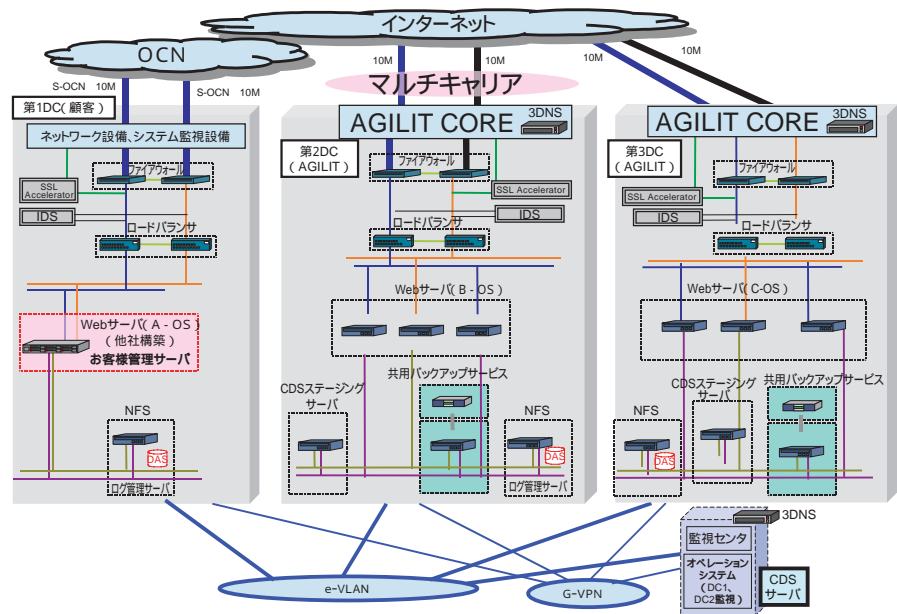 インターネット
OCN
10M
10M
10M
10M
マルチキャリア
S-OCN 10M
S-OCN 10M
第1DC(顧客)
ネットワーク設備、システム監視設備
ファイアウォール
SSL
Accelerator
IDS
ロードバランサ
Webサーバ(A-OS)
(他社構築)
お客様管理サーバ
NFS
DAS
ログ管理サーバ
AGILIT CORE
3DNS
第2DC
(AGILIT)
ファイアウォール
SSL Accelerator
IDS
ロードバランサ
Webサーバ(B-OS)
共用バックアップサービス
CDSステージング
サーバ
NFS
DAS
ログ管理サーバ
AGILIT CORE
3DNS
第3DC
(AGILIT)
ファイアウォール
SSL Accelerator
IDS
ロードバランサ
Webサーバ(C-OS)
共用バックアップサービス
CDSステージング
サーバ
NFS
DAS
3DNS
監視センタ
オペレーション
システム
(DC1、
DC2監視)
CDS
サーバ
e-VLAN
G-VPN